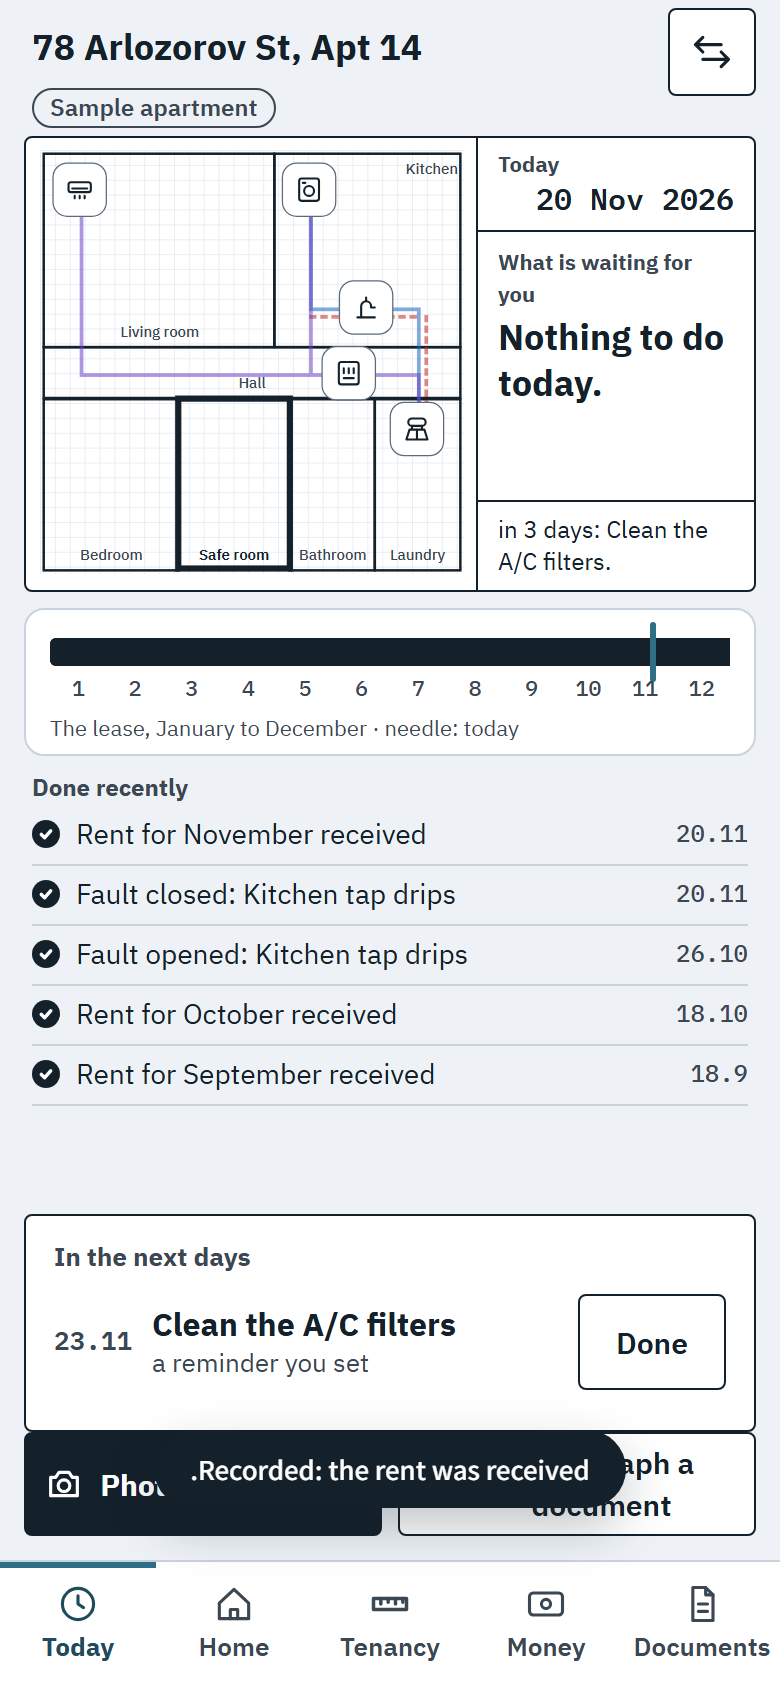 78 Arlozorov St, Apt 14
Sample apartment
Kitchen
Living room
Hall
Bedroom
Safe room
Bathroom
Laundry
Today
20 Nov 2026
What is waiting for
you
Nothing to do
today.
in 3 days: Clean the
A/C filters.
1 2 3 4 5 6 7 8 9 10 11 12
The lease, January to December · needle: today
Done recently
Rent for November received 20.11
Fault closed: Kitchen tap drips 20.11
Fault opened: Kitchen tap drips 26.10
Rent for October received 18.10
Rent for September received 18.9
In the next days
23.11
Clean the A/C filters
a reminder you set
Done
.Recorded: the rent was received
a
document
Today
Home
Tenancy
Money
Documents